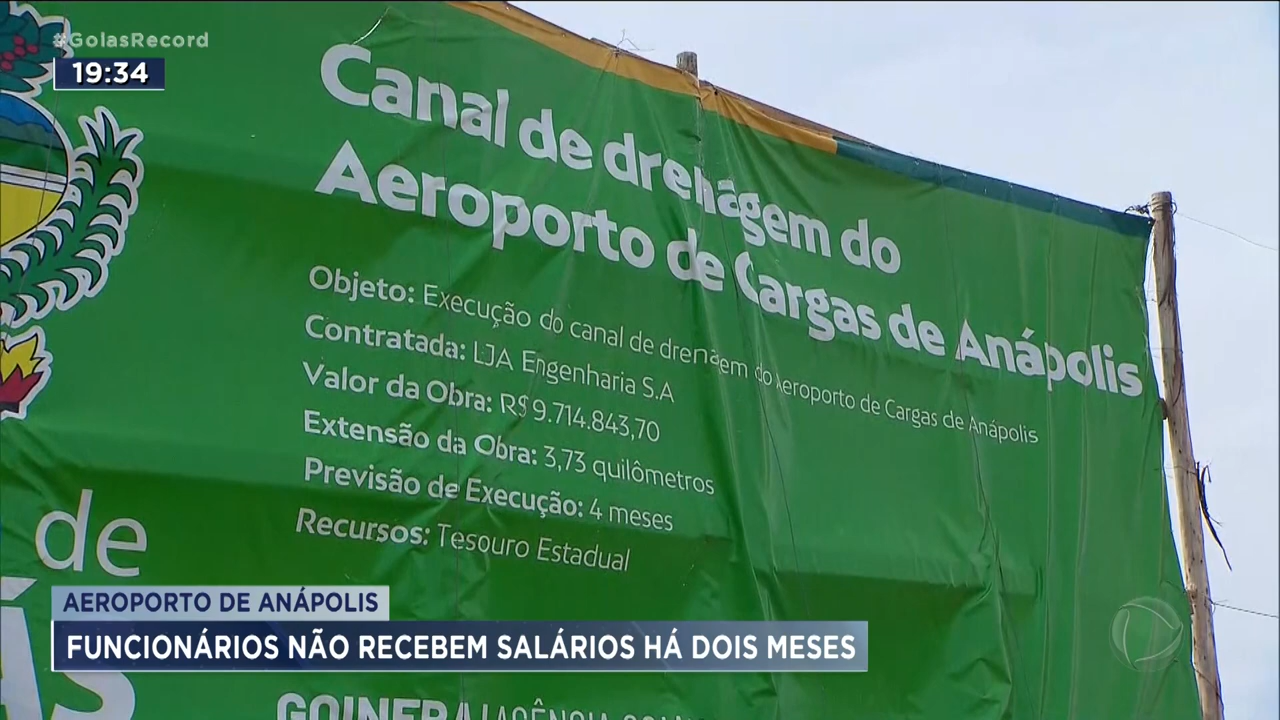 #GoiásRecord
19:34
Canal de drenagem do
Aeroporto de Cargas de Anápolis
Objeto: Execução do canal de drenagem do Aeroporto de Cargas de Anápolis
Contratada: LJA Engenharia S.A
Valor da Obra: R$ 9.714.843,70
Extensão da Obra: 3,73 quilômetros
Previsão de Execução: 4 meses
Recursos: Tesouro Estadual
de
AEROPORTO DE ANÁPOLIS
FUNCIONÁRIOS NÃO RECEBEM SALÁRIOS HÁ DOIS MESES
ÁS
GOINFRA